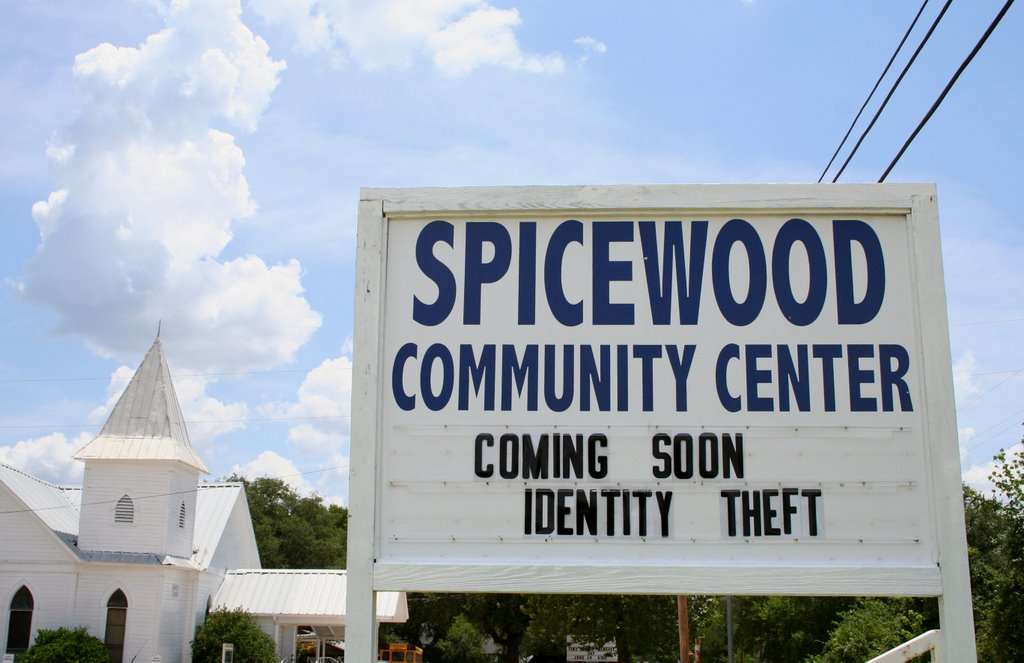 SPICEWOOD
COMMUNITY CENTER
COMING SOON
IDENTITY THEFT